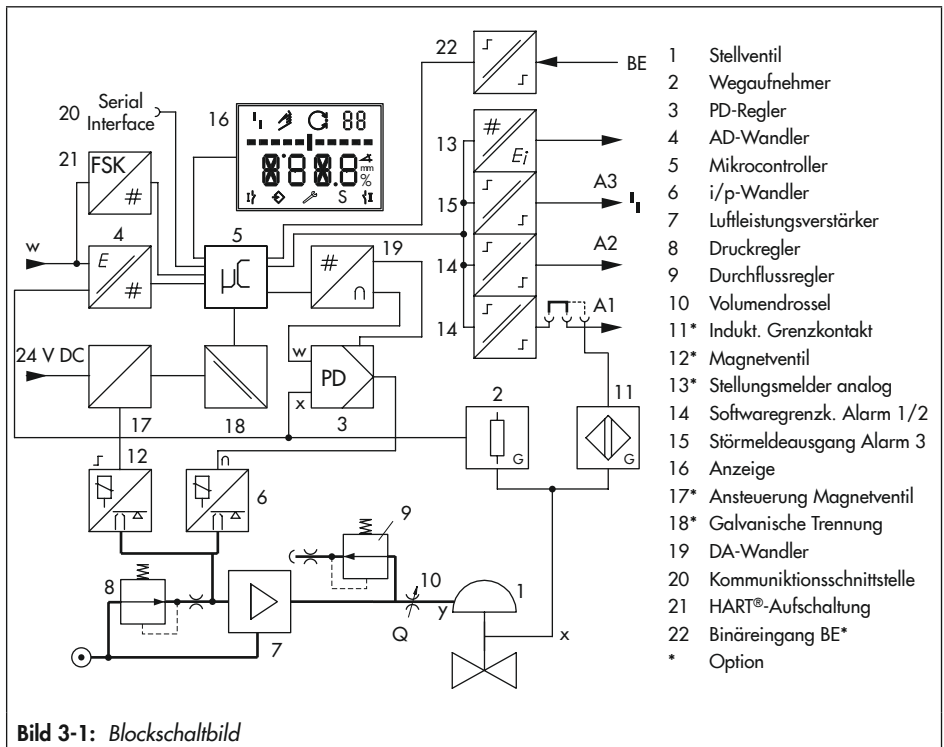 22
BE
20 Serial Interface
16
88
8.8.8
mm
%
S
21
FSK
#
13
#
Ei
A3
15
w
4
E
#
5
µC
19
#
∩
14
A2
14
A1
24 V DC
w
PD
x
3
17
18
2
G
11
G
12
6
∩
9
8
7
10
y
Q
1
x
1 Stellventil
2 Wegaufnehmer
3 PD-Regler
4 AD-Wandler
5 Mikrocontroller
6 i/p-Wandler
7 Luftleistungsverstärker
8 Druckregler
9 Durchflussregler
10 Volumendrossel
11* Indukt. Grenzkontakt
12* Magnetventil
13* Stellungsmelder analog
14 Softwaregrenzk. Alarm 1/2
15 Störmeldeausgang Alarm 3
16 Anzeige
17* Ansteuerung Magnetventil
18* Galvanische Trennung
19 DA-Wandler
20 Kommuniktionsschnittstelle
21 HART®-Aufschaltung
22 Binäreingang BE*
* Option
Bild 3-1: Blockschaltbild